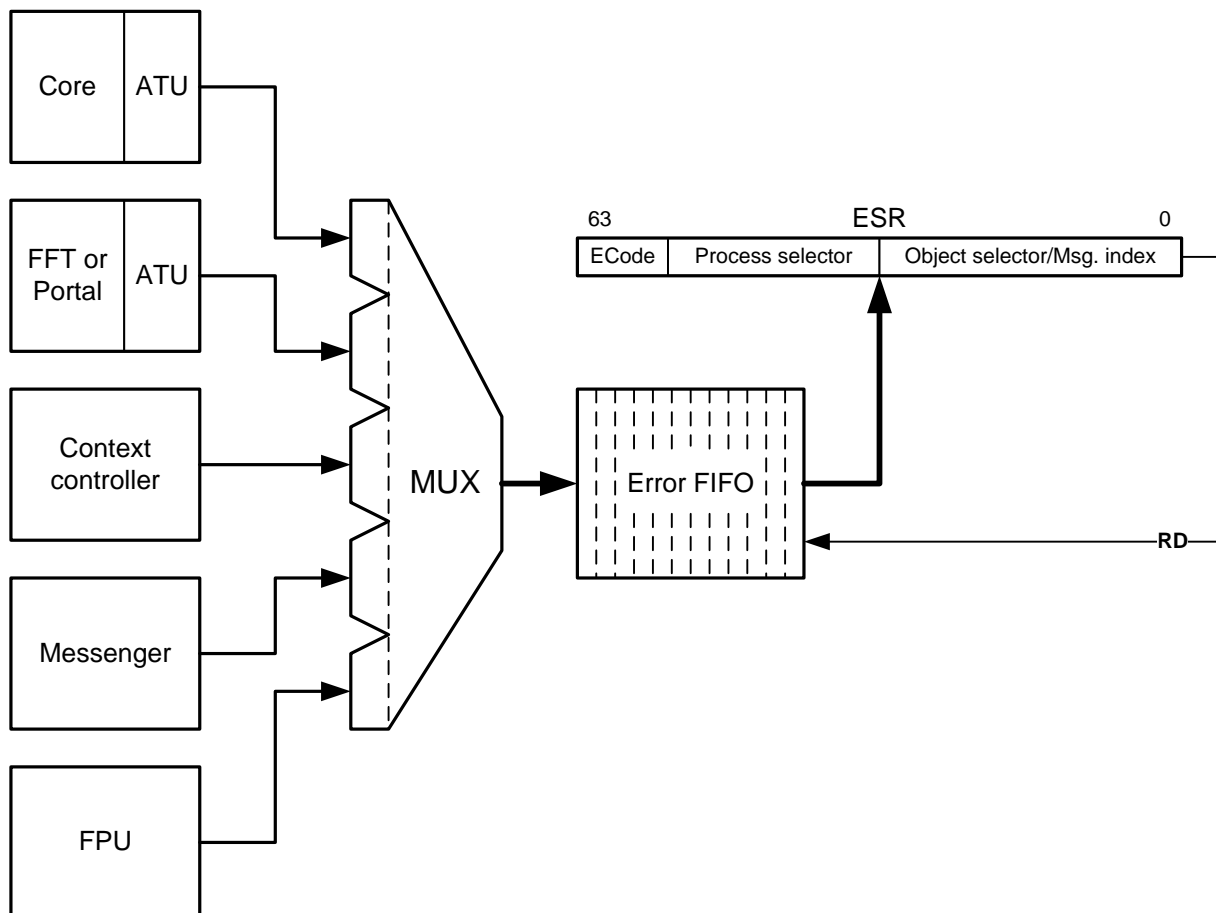 Core
ATU
FFT or
Portal
ATU
Context
controller
Messenger
FPU
MUX
Error FIFO
63
ESR
0
ECode
Process selector
Object selector/Msg. index
RD